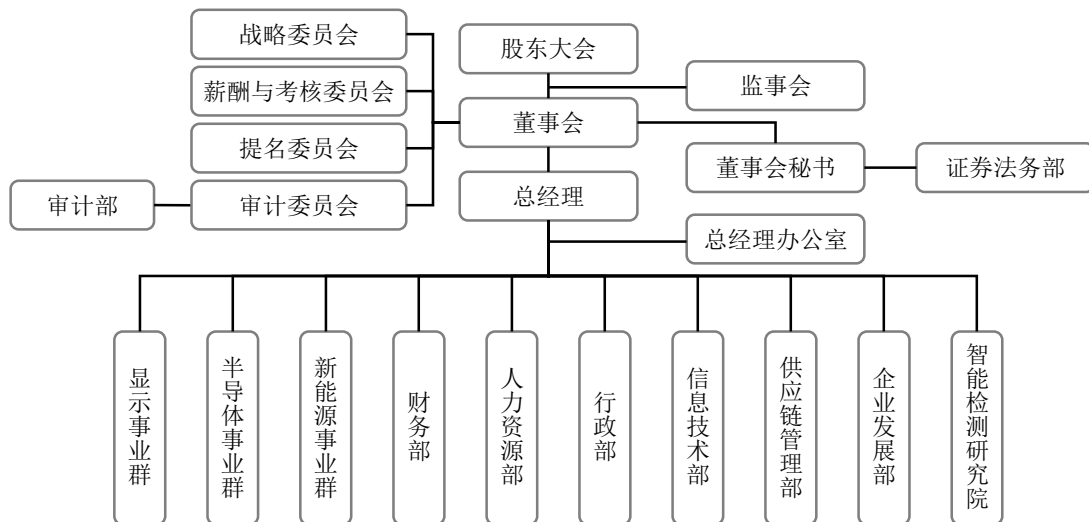 战略委员会
股东大会
薪酬与考核委员会
监事会
董事会
提名委员会
董事会秘书
证券法务部
审计部
审计委员会
总经理
总经理办公室
显示事业群
半导体事业群
新能源事业群
财务部
人力资源部
行政部
信息技术部
供应链管理部
企业发展部
智能检测研究院